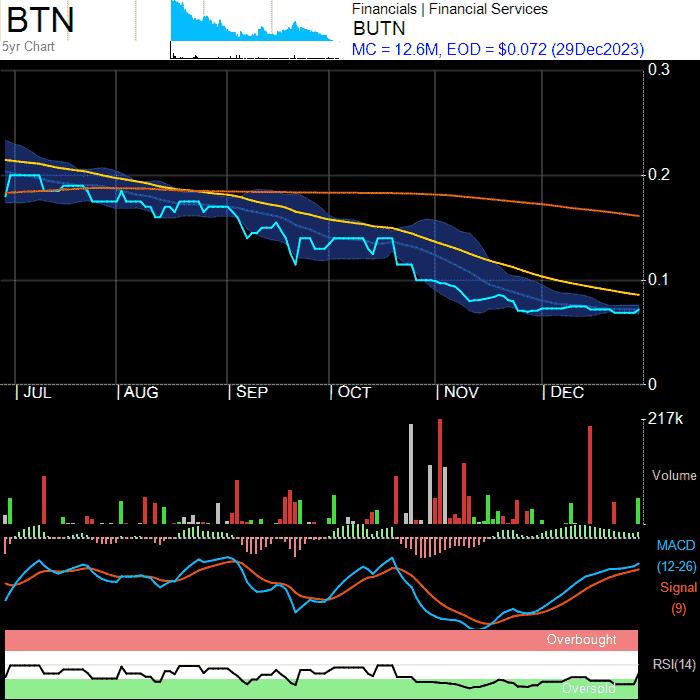 BTN
5yr Chart
Financials | Financial Services
BUTN
MC = 12.6M, EOD = $0.072 (29Dec2023)
0.3
0.2
0.1
0
JUL AUG SEP OCT NOV DEC
217k
Volume
MACD
(12-26)
Signal
(9)
Overbought
RSI(14)
Oversold